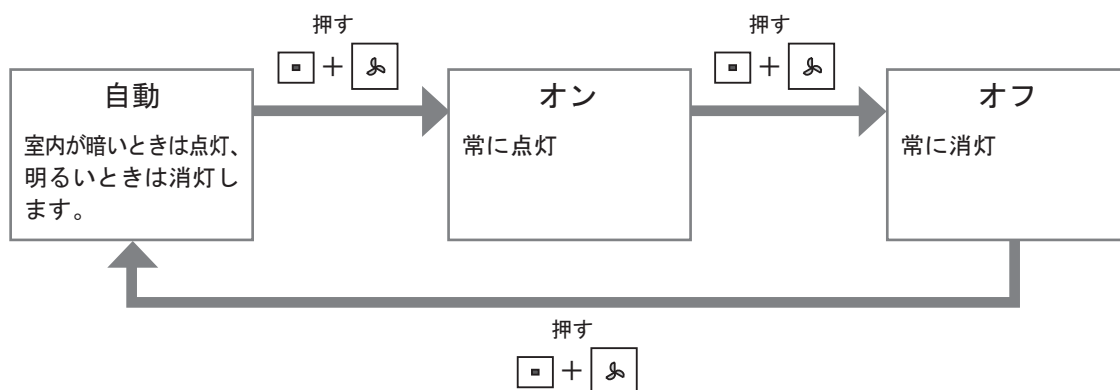 押す
+
押す
+
自動
室内が暗いときは点灯、
明るいときは消灯し
ます。
オン
常に点灯
オフ
常に消灯
押す
+